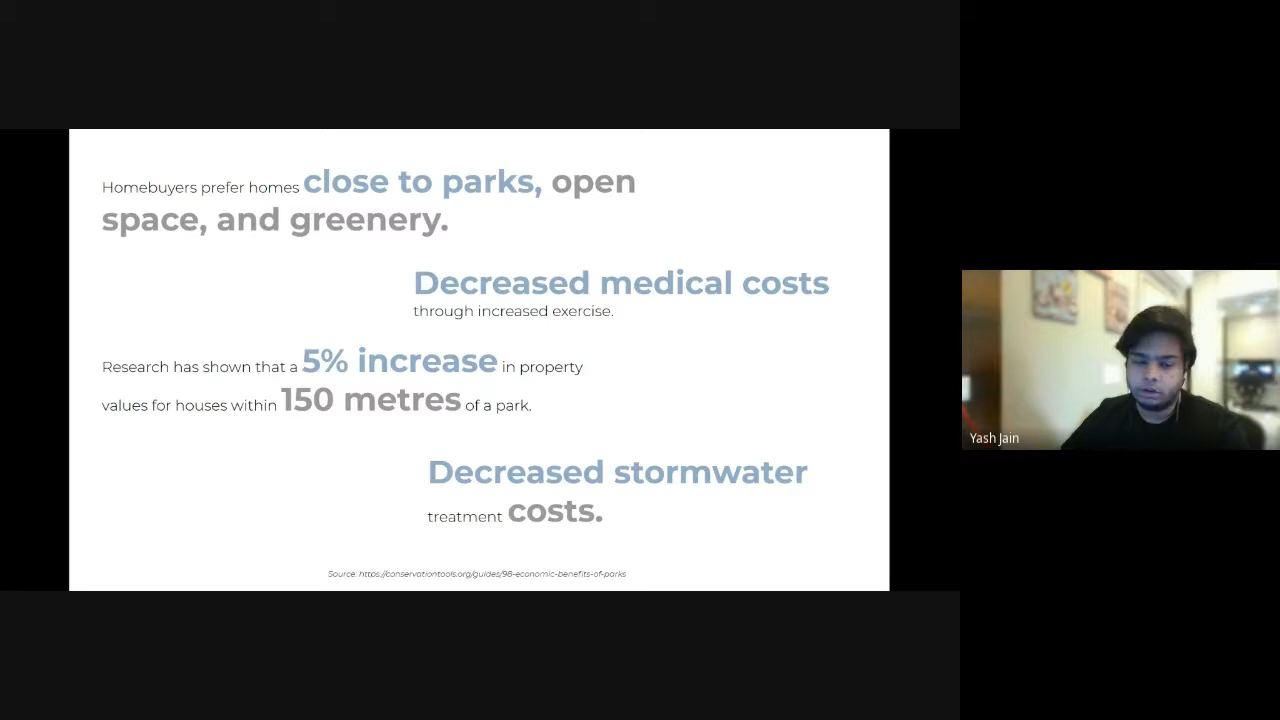 Homebuyers prefer homes close to parks, open
space, and greenery.
Decreased medical costs
through increased exercise.
Research has shown that a 5% increase in property
values for houses within 150 metres of a park.
Decreased stormwater
treatment costs.
Source: https://conservationtools.org/guides/98-economic-benefits-of-parks
Yash Jain